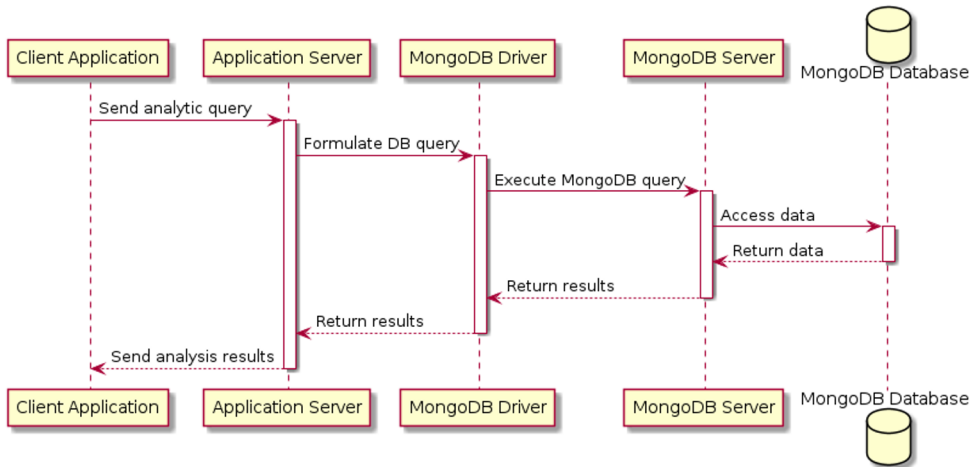 Client Application
Application Server
MongoDB Driver
MongoDB Server
MongoDB Database
Send analytic query
Formulate DB query
Execute MongoDB query
Access data
Return data
Return results
Return results
Send analysis results
Client Application
Application Server
MongoDB Driver
MongoDB Server
MongoDB Database